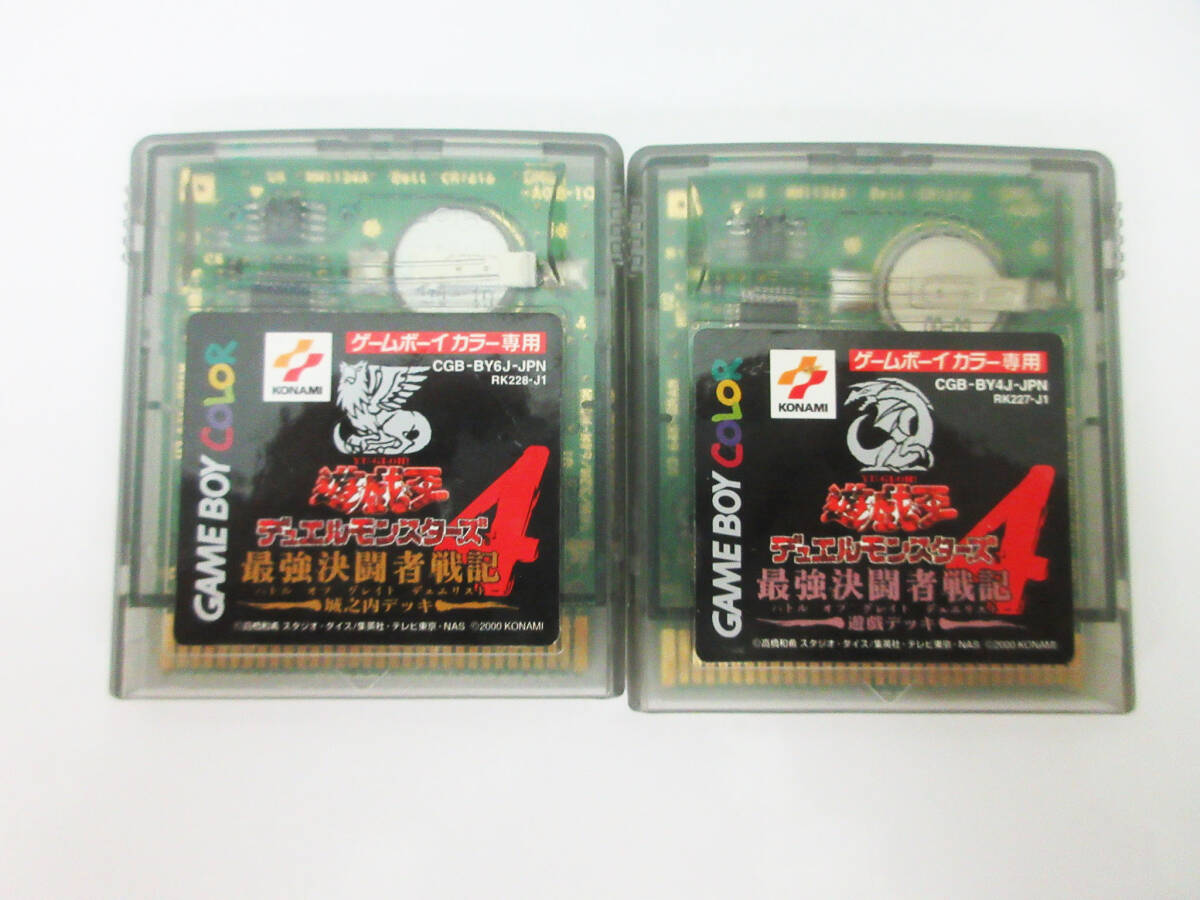 KONAMI
ゲームボーイカラー専用
CGB-BY6J-JPN
RK228-J1
GAME BOY COLOR
YU-GI-OH!
遊戯王
デュエルモンスターズ
4
最強決闘者戦記
バトル オブ グレイト デュエリスト
城之内デッキ
©高橋和希 スタジオ・ダイス/集英社・テレビ東京・NAS ©2000 KONAMI
KONAMI
ゲームボーイカラー専用
CGB-BY4J-JPN
RK227-J1
GAME BOY COLOR
YU-GI-OH!
遊戯王
デュエルモンスターズ
4
最強決闘者戦記
バトル オブ グレイト デュエリスト
遊戯デッキ
©高橋和希 スタジオ・ダイス/集英社・テレビ東京・NAS ©2000 KONAMI